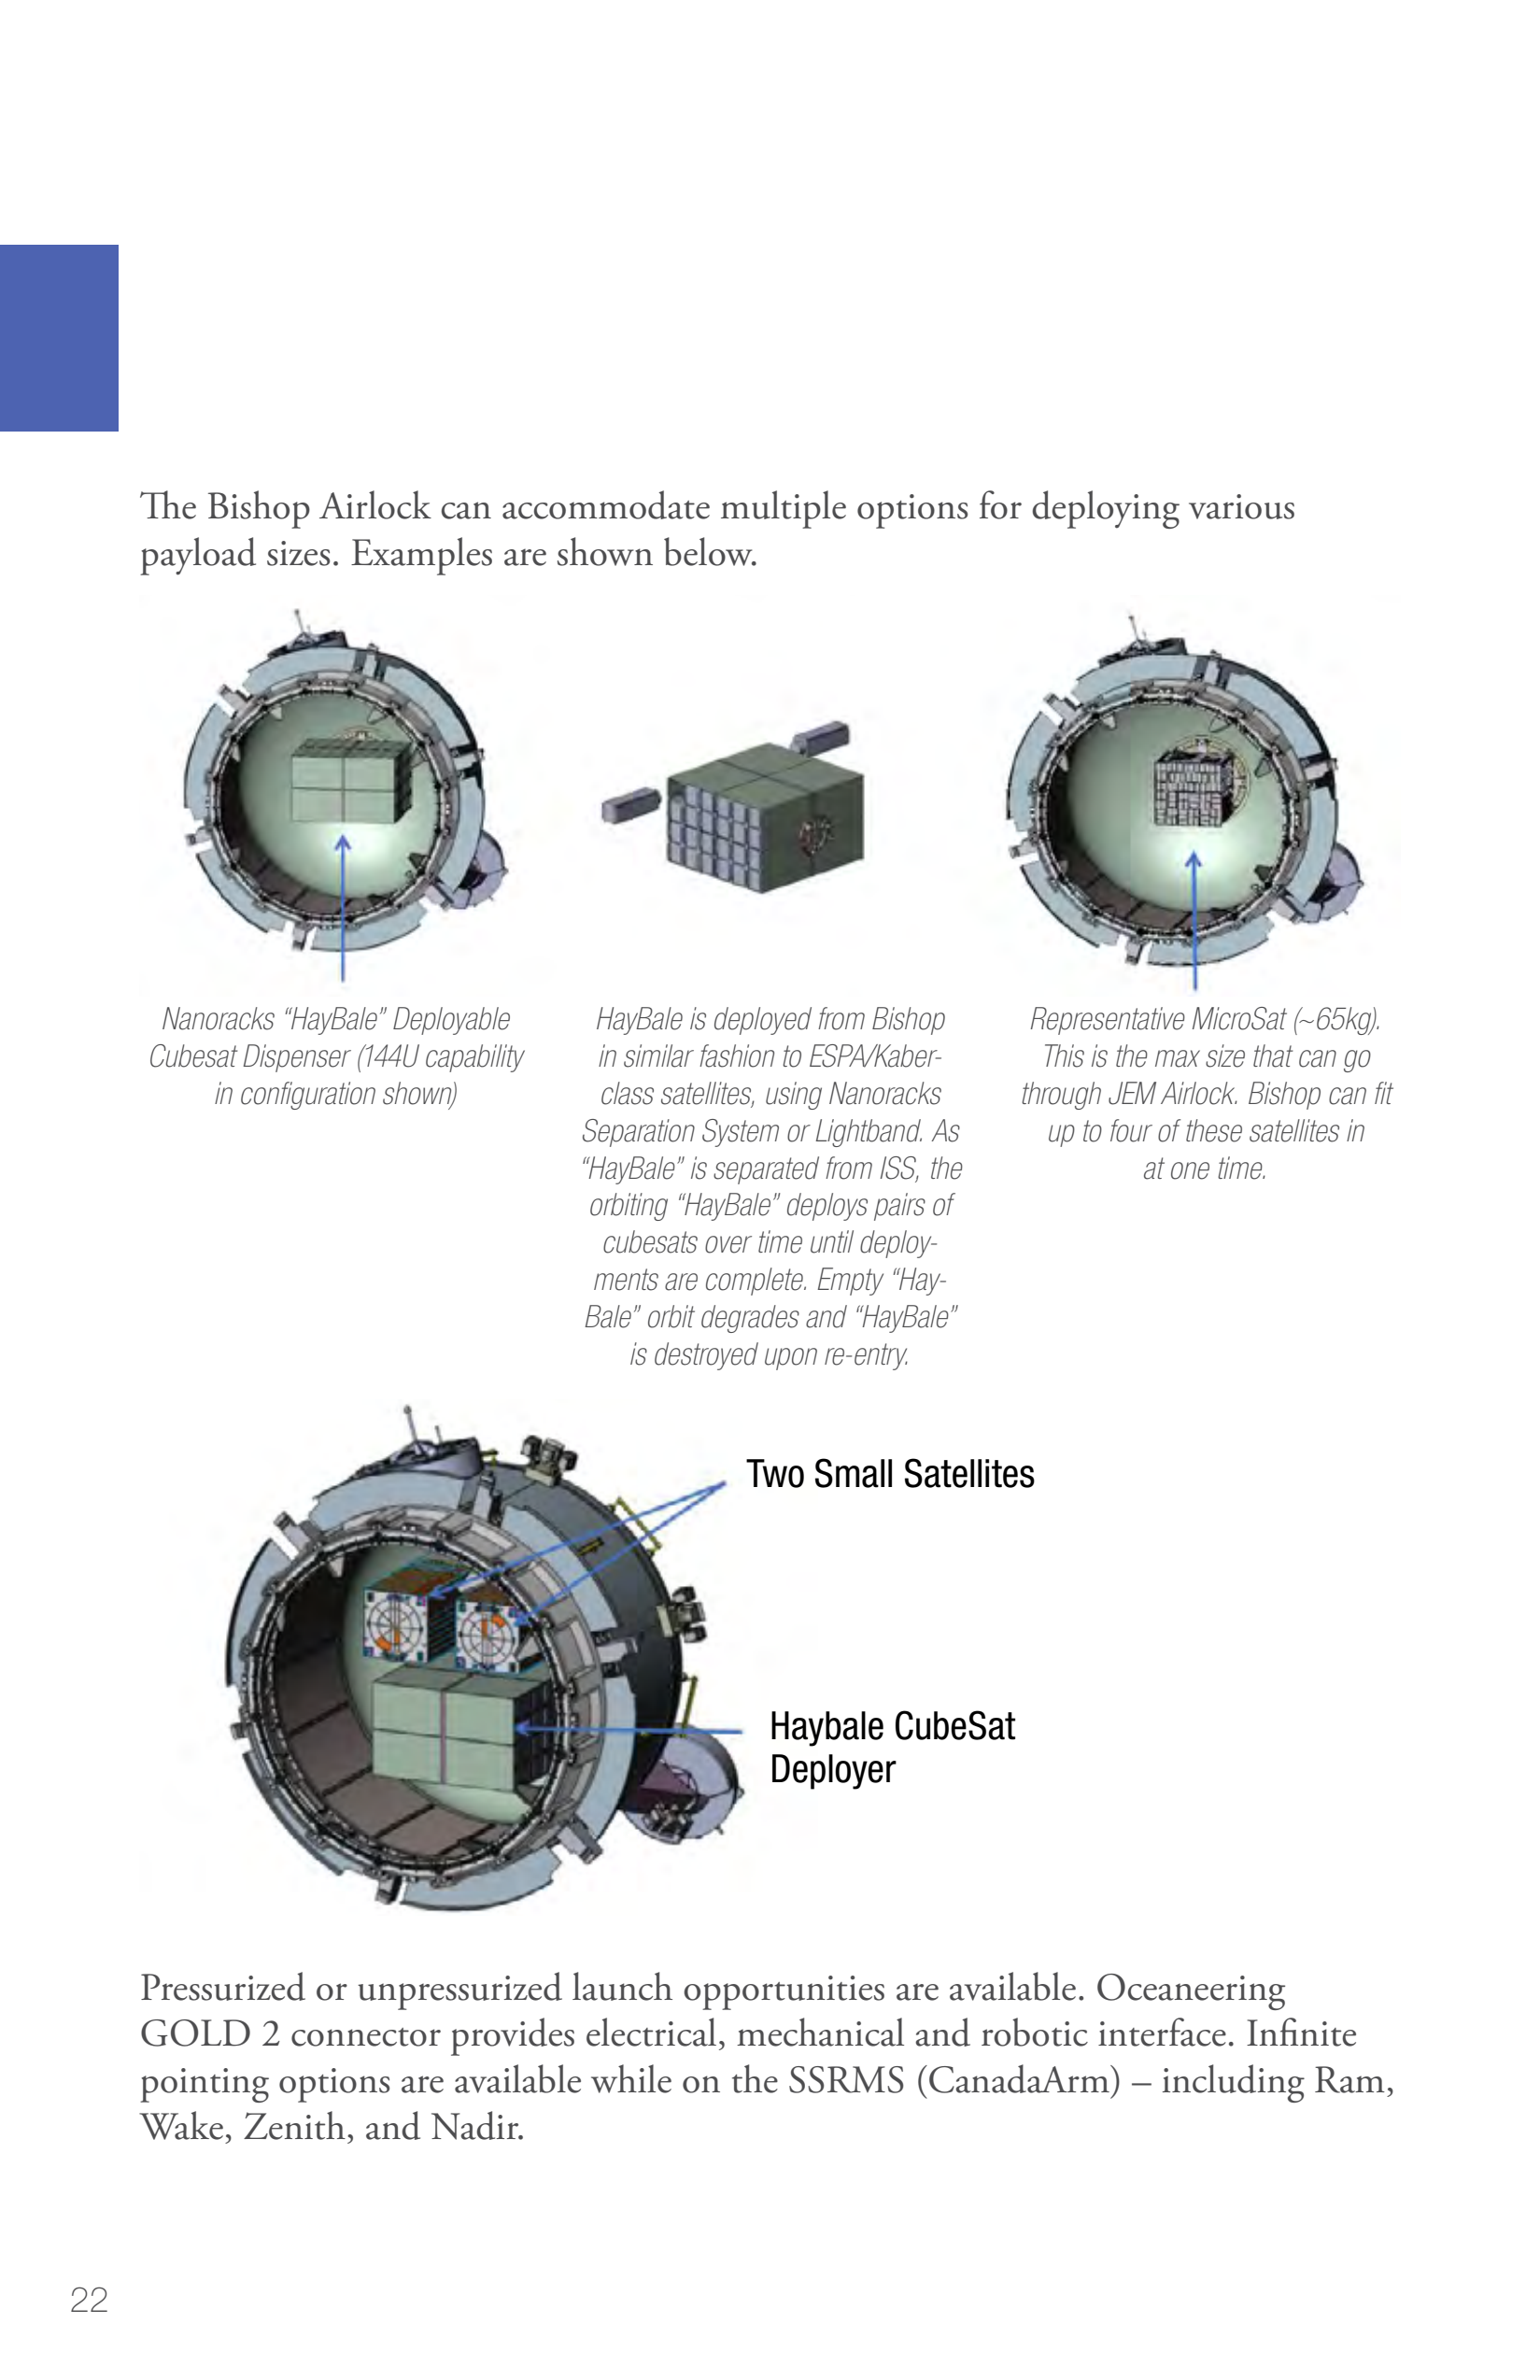 The Bishop Airlock can accommodate multiple options for deploying various
payload sizes. Examples are shown below.
Nanoracks “HayBale” Deployable
Cubesat Dispenser (144U capability
in configuration shown)
HayBale is deployed from Bishop
in similar fashion to ESPA/Kaber-
class satellites, using Nanoracks
Separation System or Lightband. As
“HayBale” is separated from ISS, the
orbiting “HayBale” deploys pairs of
cubesats over time until deploy-
ments are complete. Empty “Hay-
Bale” orbit degrades and “HayBale”
is destroyed upon re-entry.
Representative MicroSat (~65kg).
This is the max size that can go
through JEM Airlock. Bishop can fit
up to four of these satellites in
at one time.
Two Small Satellites
Haybale CubeSat
Deployer
Pressurized or unpressurized launch opportunities are available. Oceaneering
GOLD 2 connector provides electrical, mechanical and robotic interface. Infinite
pointing options are available while on the SSRMS (CanadaArm) – including Ram,
Wake, Zenith, and Nadir.
22